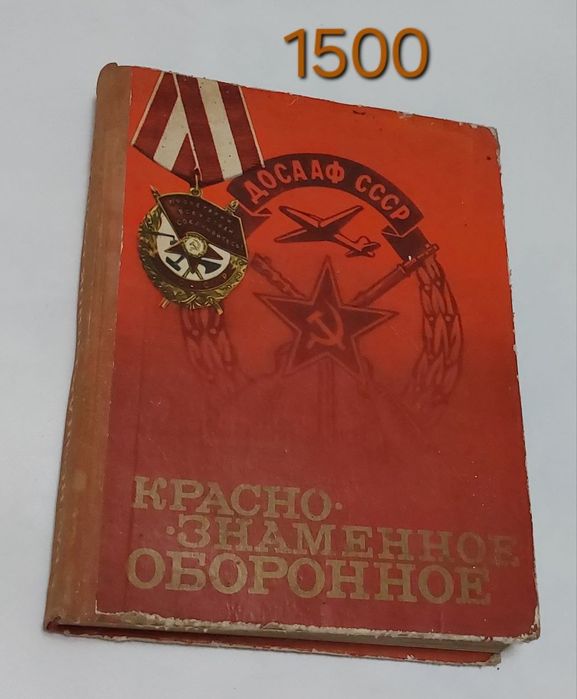 1500
ДОСААФ СССР
КРАСНО·
·ЗНАМЕННОЕ
ОБОРОННОЕ